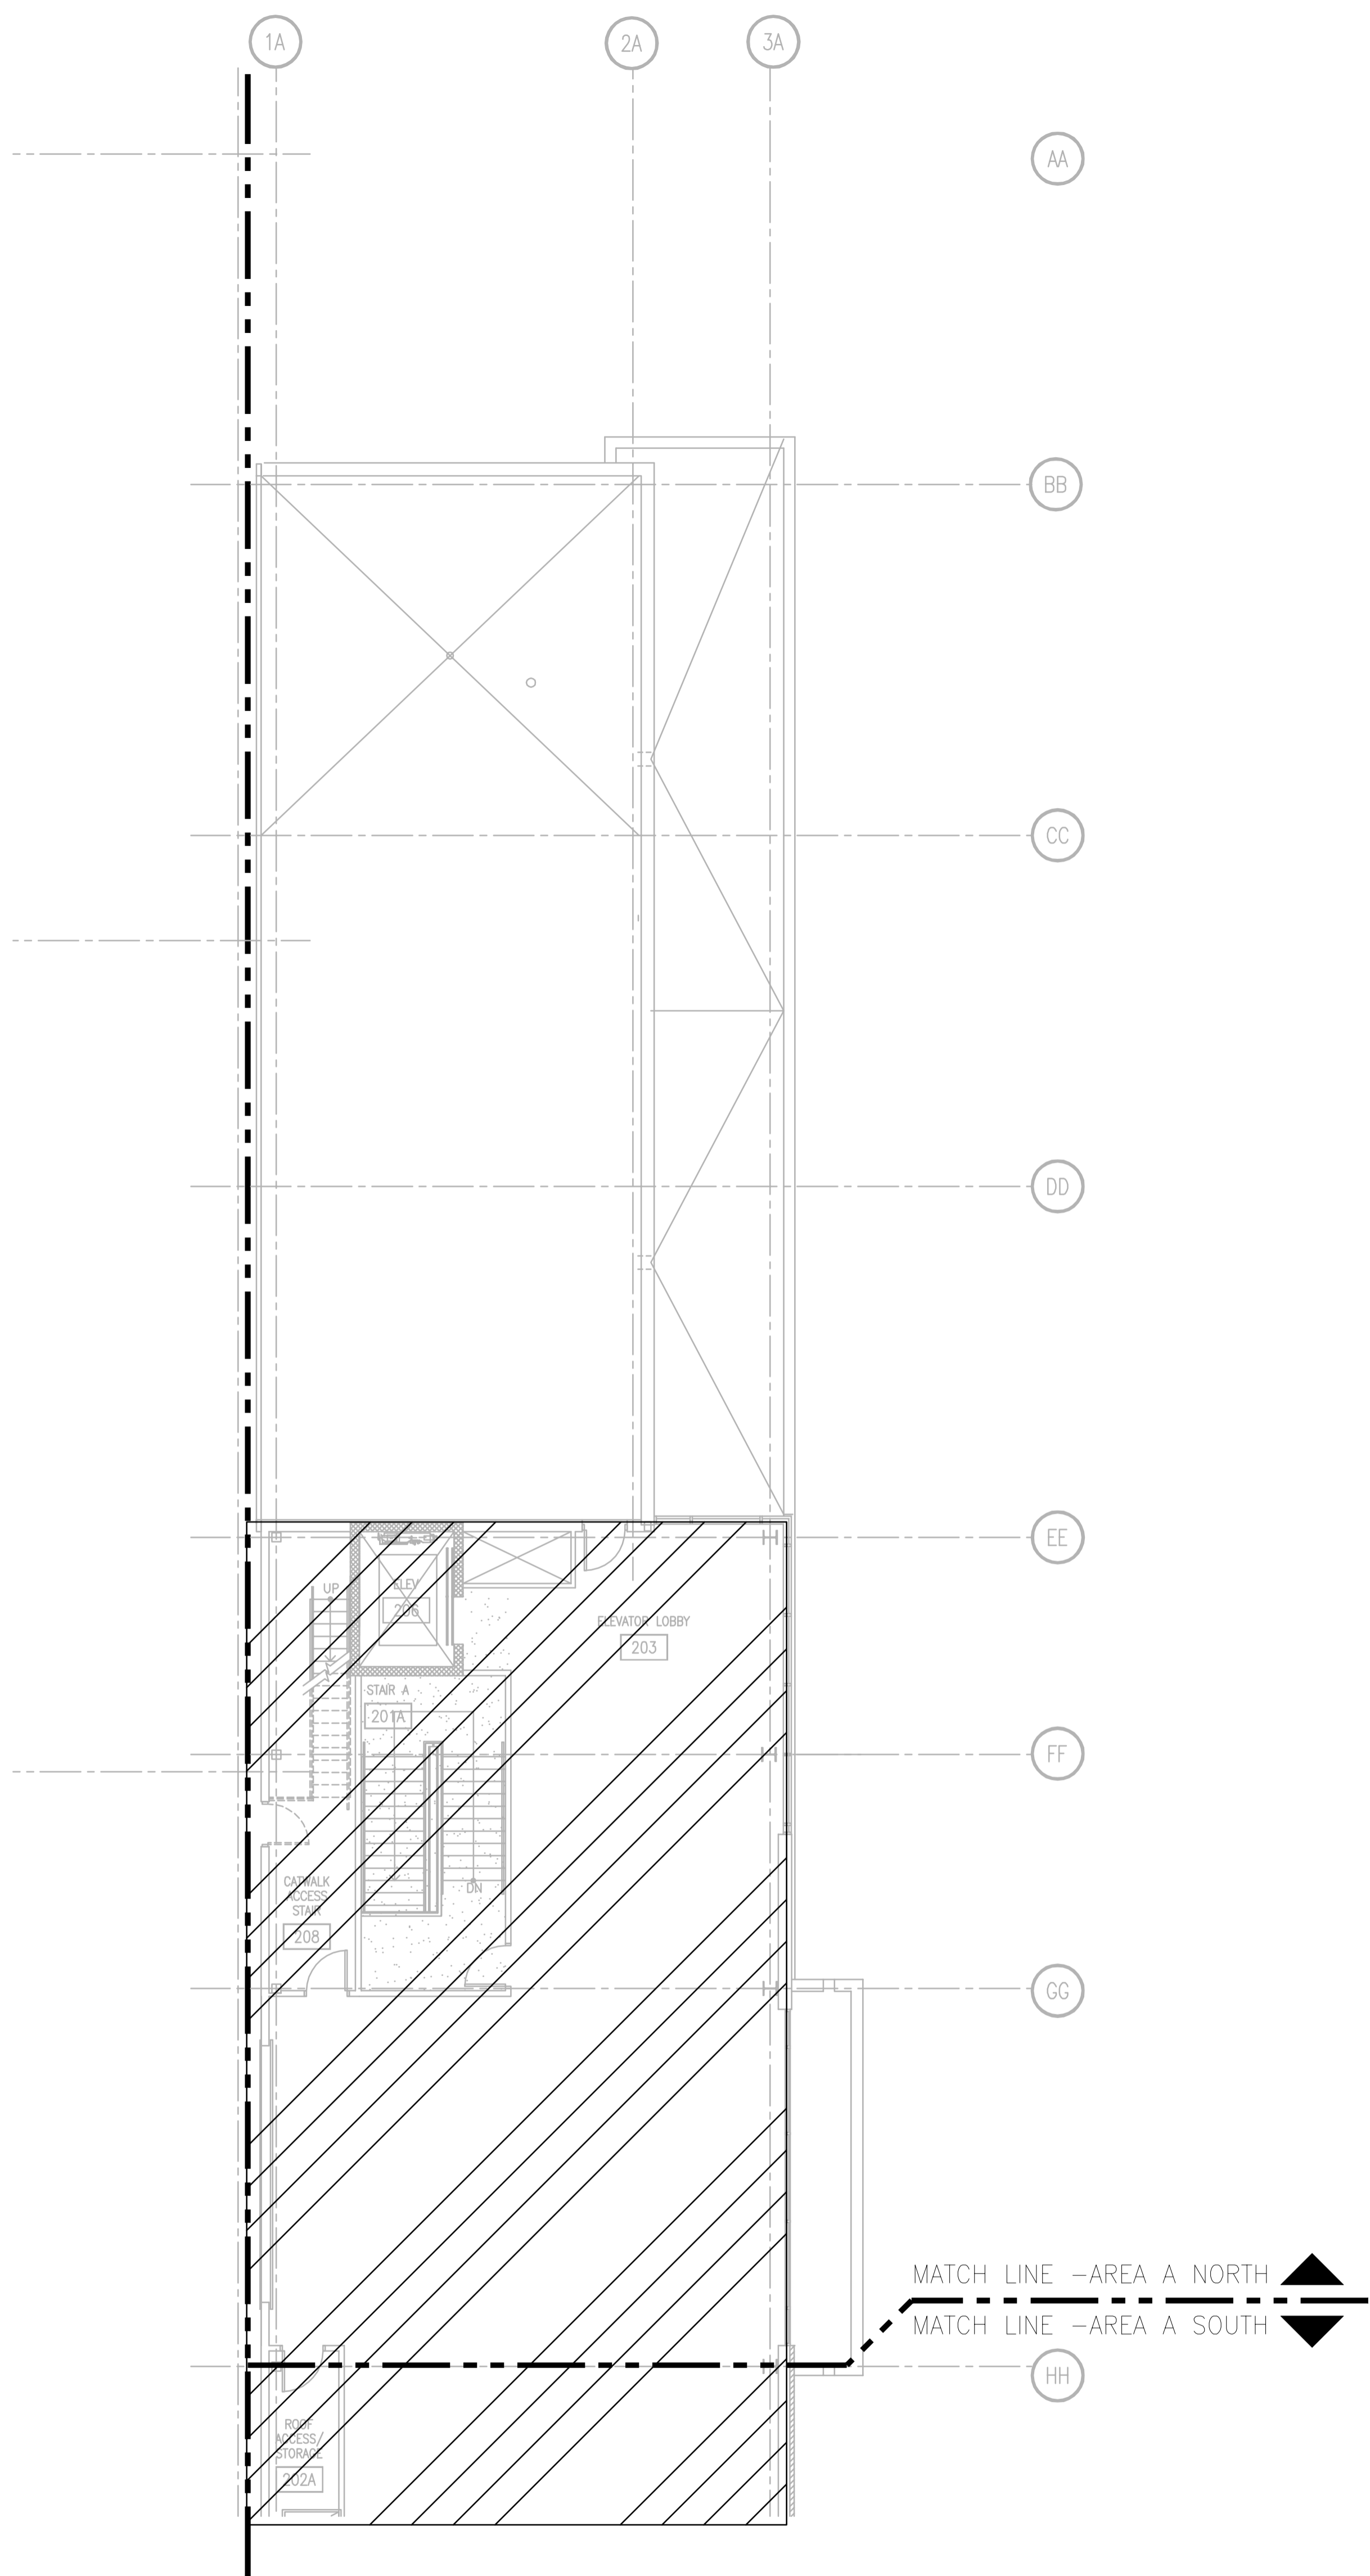 1A
2A
3A
AA
BB
CC
DD
EE
UP
ELEV
206
ELEVATOR LOBBY
203
STAIR A
201A
FF
DN
CATWALK
ACCESS
STAIR
208
GG
MATCH LINE -AREA A NORTH
MATCH LINE -AREA A SOUTH
HH
ROOF
ACCESS/
STORAGE
202A